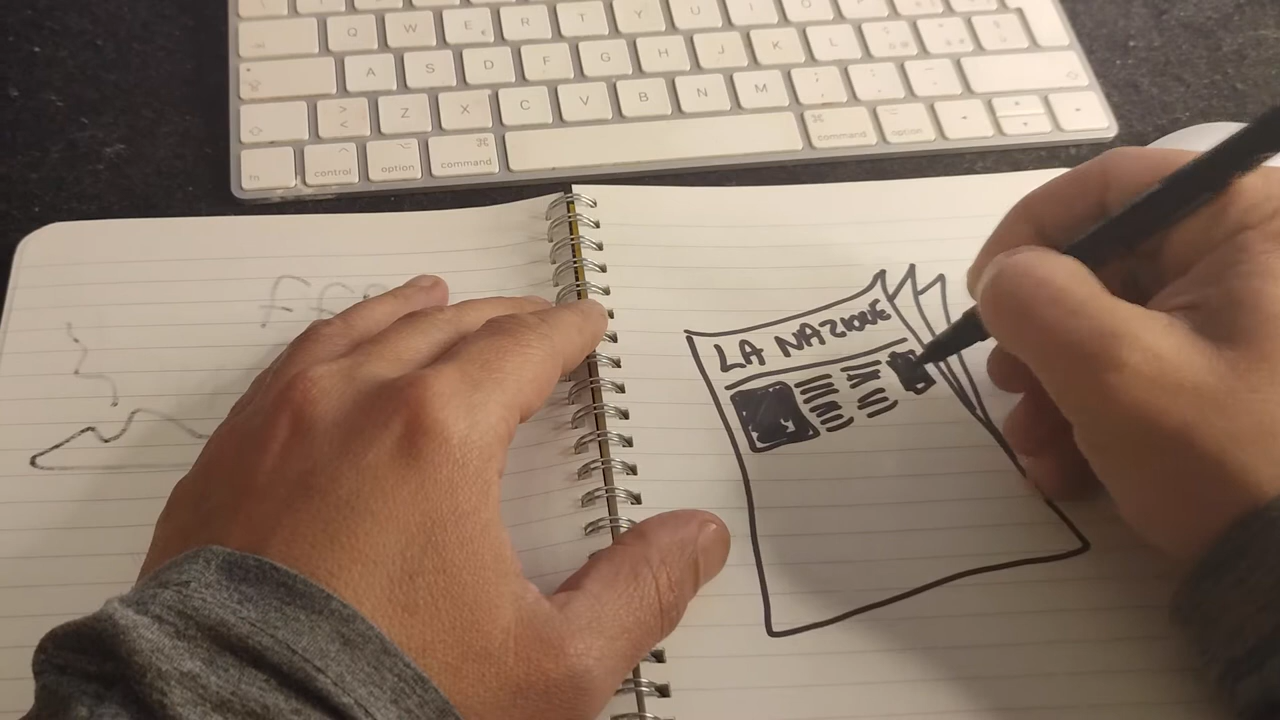 Q W E € R T Y U I O P
A S D F G H J K L
> < Z X C V B N M ; , : . _ -
fn control option ⌘ command ⌘ command option
LA NAZIONE